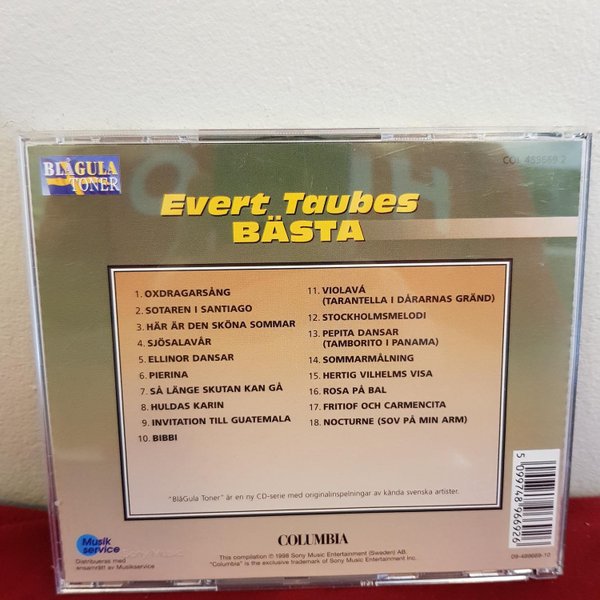 BLÅGULA
TONER
COL 489669 2
Evert Taubes
BÄSTA
1. OXDRAGARSÅNG
2. SOTAREN I SANTIAGO
3. HÄR ÄR DEN SKÖNA SOMMAR
4. SJÖSALAVÅR
5. ELLINOR DANSAR
6. PIERINA
7. SÅ LÄNGE SKUTAN KAN GÅ
8. HULDAS KARIN
9. INVITATION TILL GUATEMALA
10. BIBBI
11. VIOLAVÁ
(TARANTELLA I DÅRARNAS GRÄND)
12. STOCKHOLMSMELODI
13. PEPITA DANSAR
(TAMBORITO I PANAMA)
14. SOMMARMÅLNING
15. HERTIG VILHELMS VISA
16. ROSA PÅ BAL
17. FRITIOF OCH CARMENCITA
18. NOCTURNE (SOV PÅ MIN ARM)
"BlåGula Toner" är en ny CD-serie med originalinspelningar av kända svenska artister.
5 099748 966926
Musik
service
Distribueras med
ensamrätt av Musikservice
COLUMBIA
This compilation ℗ 1998 Sony Music Entertainment (Sweden) AB.
"Columbia" is the exclusive trademark of Sony Music Entertainment Inc.
09-489669-10